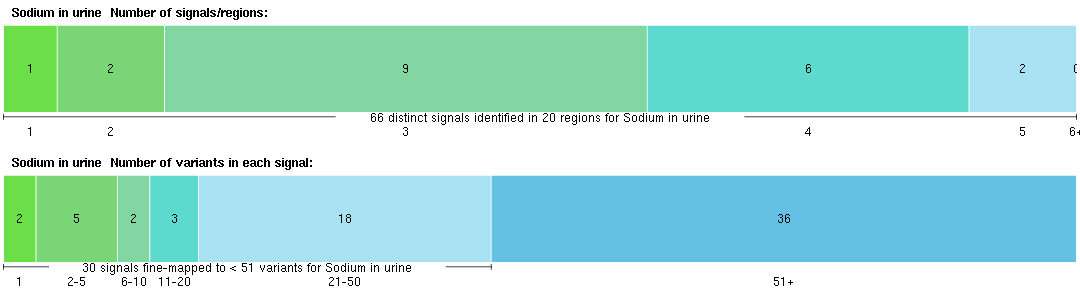 Sodium in urine  Number of signals/regions:
1 2 9 6 2 0
66 distinct signals identified in 20 regions for Sodium in urine
1 2 3 4 5 6+
Sodium in urine  Number of variants in each signal:
2 5 2 3 18 36
30 signals fine-mapped to < 51 variants for Sodium in urine
1 2-5 6-10 11-20 21-50 51+